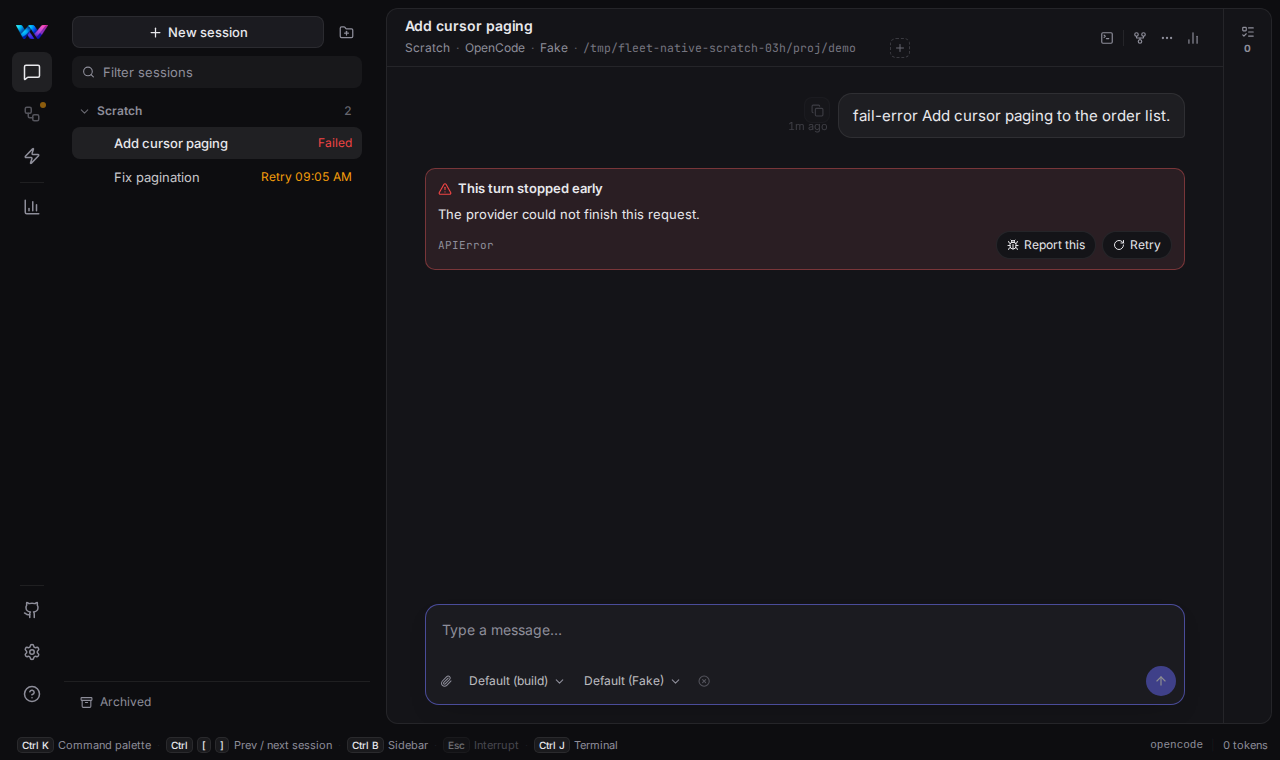 New session
Filter sessions
Scratch 2
Add cursor paging Failed
Fix pagination Retry 09:05 AM
Archived
Add cursor paging
Scratch · OpenCode · Fake · /tmp/fleet-native-scratch-03h/proj/demo
0
1m ago
fail-error Add cursor paging to the order list.
This turn stopped early
The provider could not finish this request.
APIError Report this Retry
Type a message...
Default (build) Default (Fake)
Ctrl K Command palette Ctrl [ ] Prev / next session Ctrl B Sidebar Esc Interrupt Ctrl J Terminal opencode 0 tokens